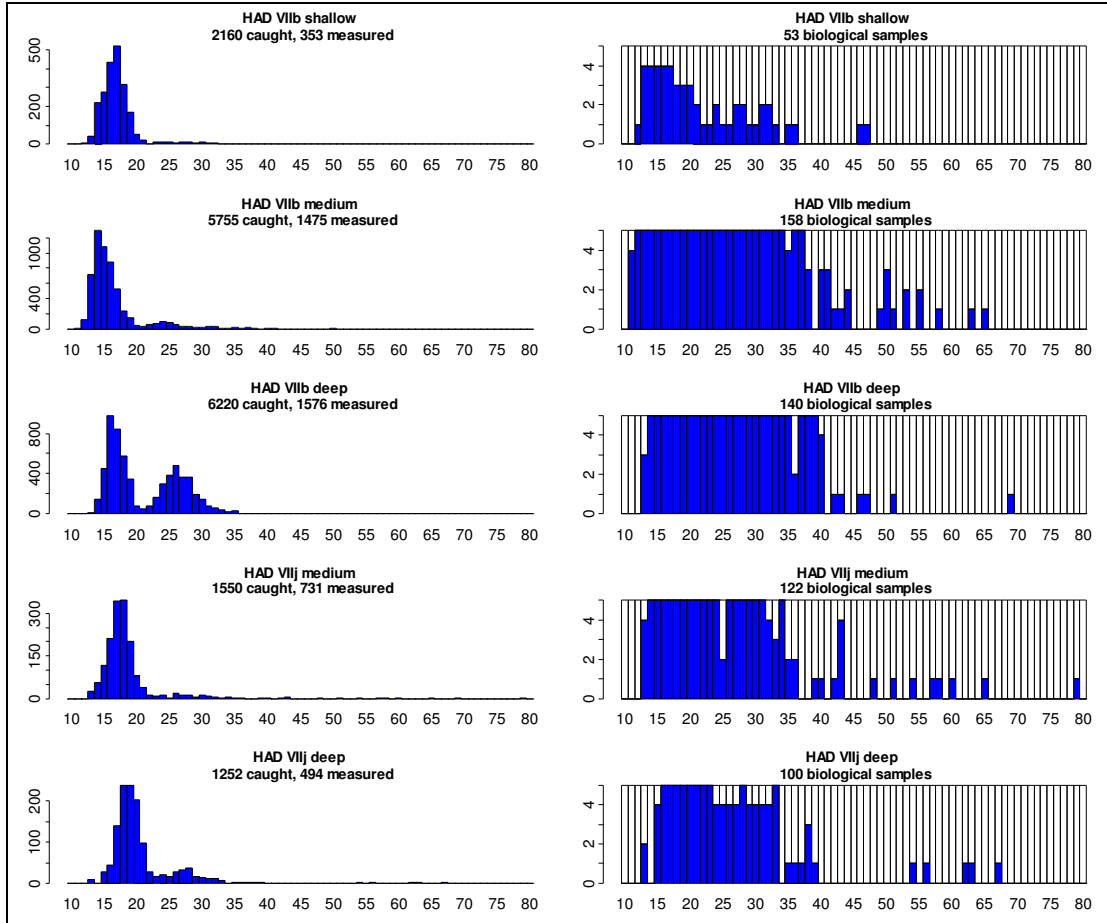 HAD VIIb shallow
2160 caught, 353 measured
0 200 500
10 15 20 25 30 35 40 45 50 55 60 65 70 75 80
HAD VIIb shallow
53 biological samples
0 2 4
10 15 20 25 30 35 40 45 50 55 60 65 70 75 80
HAD VIIb medium
5755 caught, 1475 measured
0 400 1000
10 15 20 25 30 35 40 45 50 55 60 65 70 75 80
HAD VIIb medium
158 biological samples
0 2 4
10 15 20 25 30 35 40 45 50 55 60 65 70 75 80
HAD VIIb deep
6220 caught, 1576 measured
0 400 800
10 15 20 25 30 35 40 45 50 55 60 65 70 75 80
HAD VIIb deep
140 biological samples
0 2 4
10 15 20 25 30 35 40 45 50 55 60 65 70 75 80
HAD VIIj medium
1550 caught, 731 measured
0 150 300
10 15 20 25 30 35 40 45 50 55 60 65 70 75 80
HAD VIIj medium
122 biological samples
0 2 4
10 15 20 25 30 35 40 45 50 55 60 65 70 75 80
HAD VIIj deep
1252 caught, 494 measured
0 100 200
10 15 20 25 30 35 40 45 50 55 60 65 70 75 80
HAD VIIj deep
100 biological samples
0 2 4
10 15 20 25 30 35 40 45 50 55 60 65 70 75 80